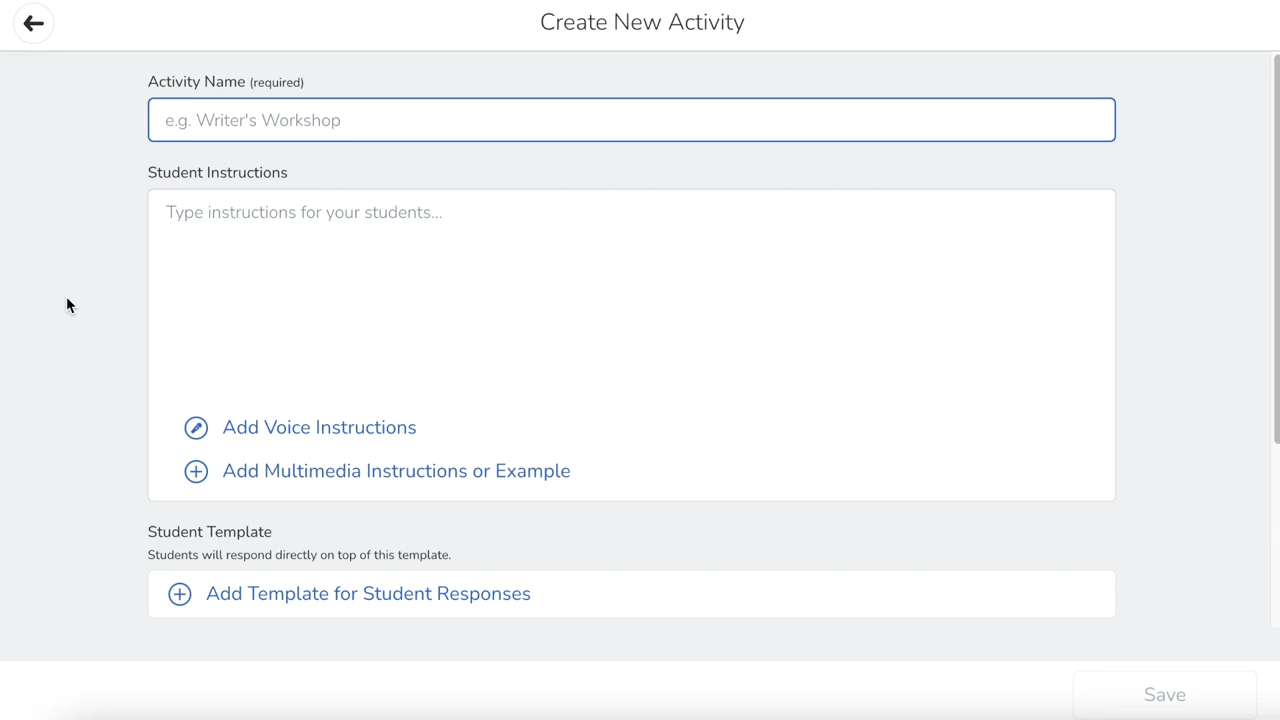 Create New Activity
Activity Name (required)
e.g. Writer's Workshop
Student Instructions
Type instructions for your students...
Add Voice Instructions
Add Multimedia Instructions or Example
Student Template
Students will respond directly on top of this template.
Add Template for Student Responses
Save